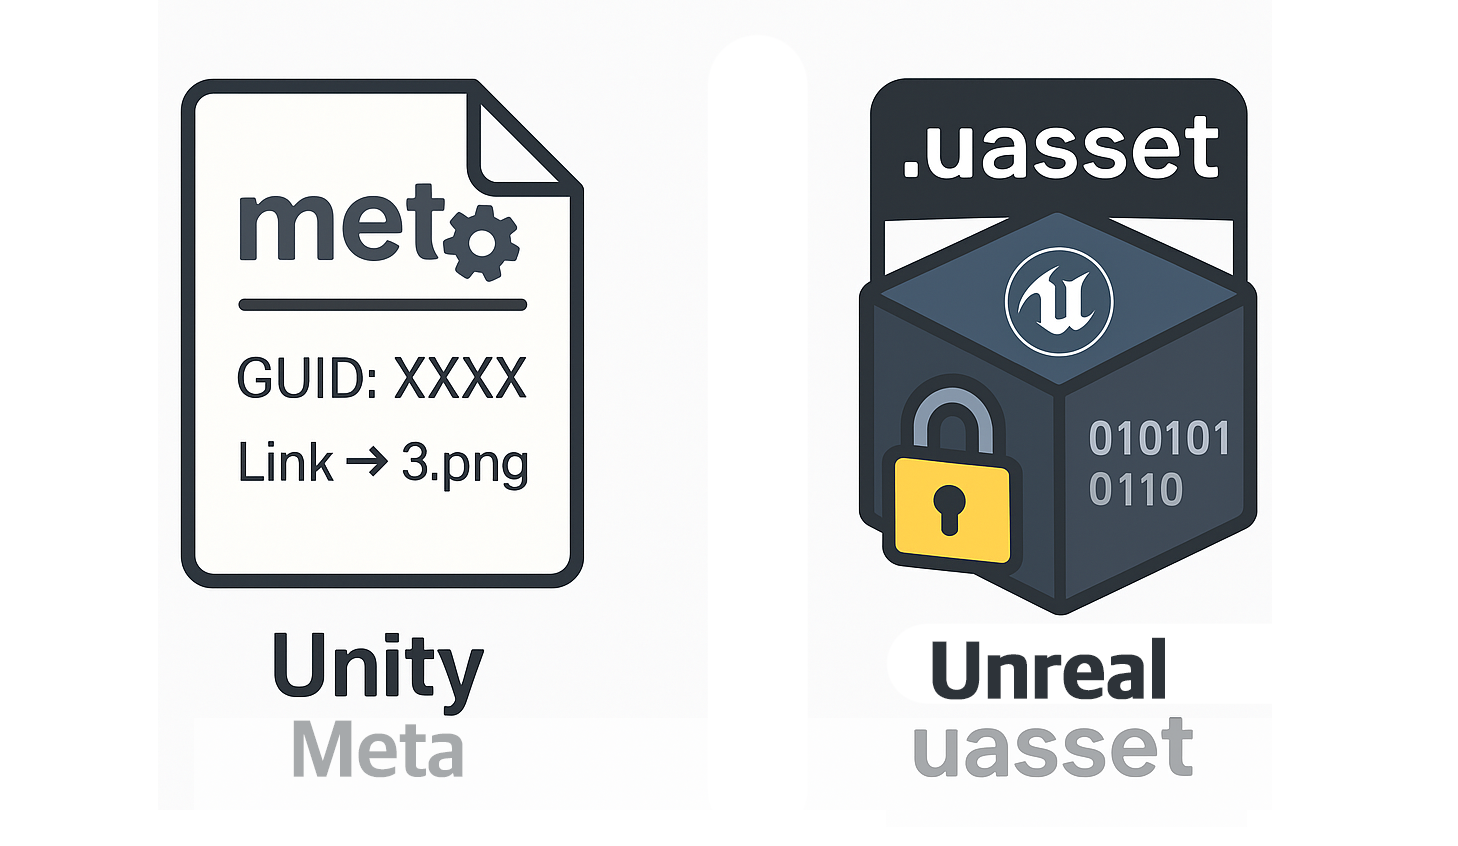 meta
GUID: XXXX
Link → 3.png
Unity
Meta
.uasset
u
010101
0110
Unreal
uasset